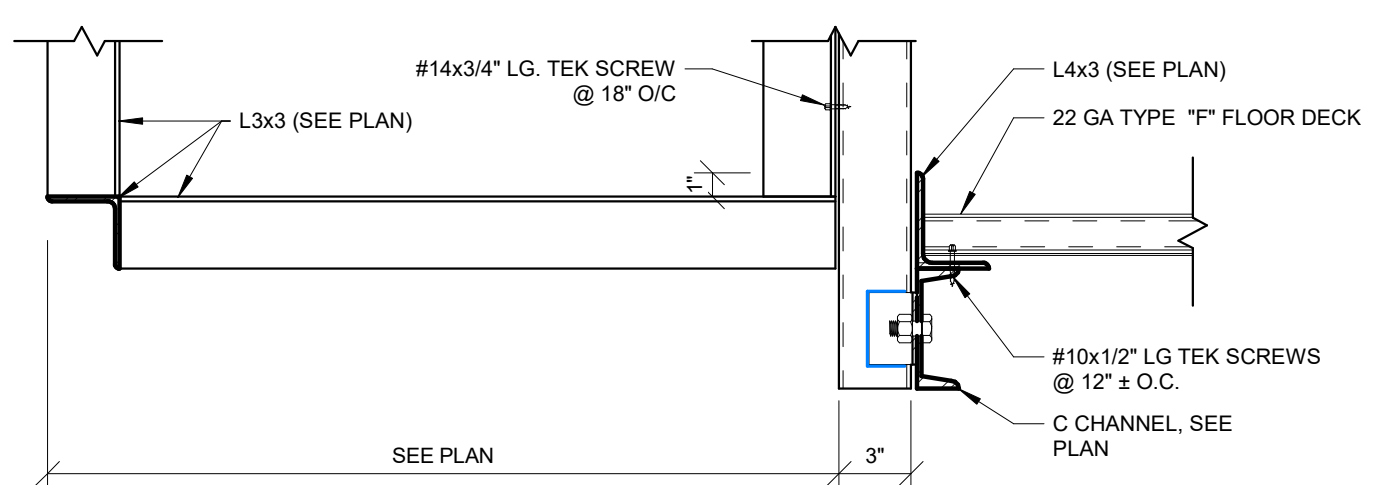 #14x3/4" LG. TEK SCREW
@ 18" O/C
L3x3 (SEE PLAN)
1"
L4x3 (SEE PLAN)
22 GA TYPE "F" FLOOR DECK
#10x1/2" LG TEK SCREWS
@ 12" ± O.C.
C CHANNEL, SEE
PLAN
SEE PLAN
3"